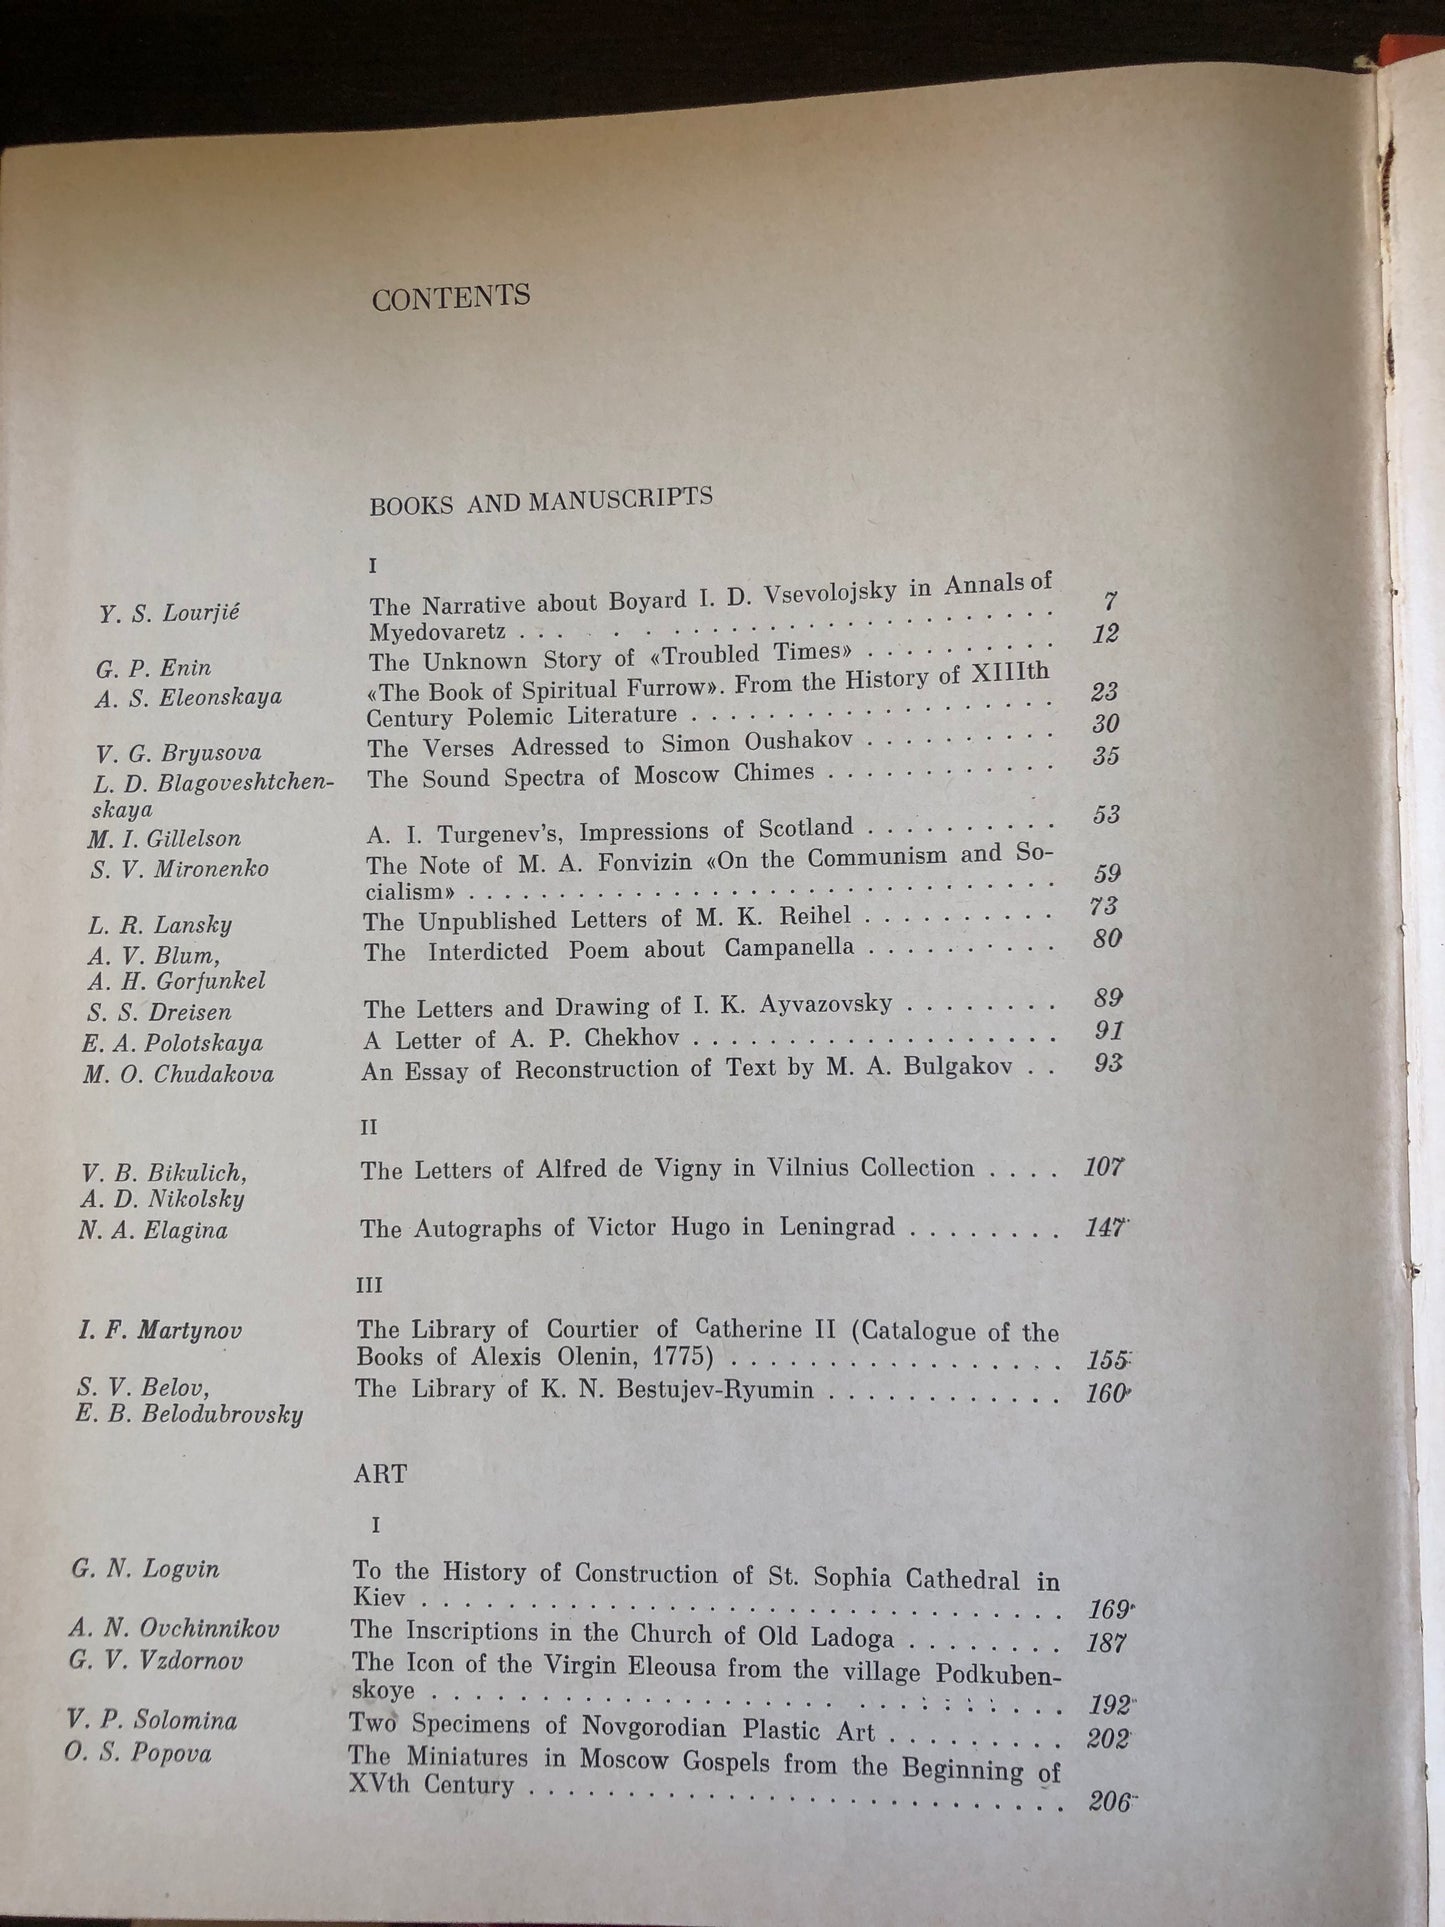 CONTENTS
BOOKS AND MANUSCRIPTS
I
Y. S. Lourjié The Narrative about Boyard I. D. Vsevolojsky in Annals of
Myedovaretz . . . . . . . . . . . . . . . . . . . . 7
G. P. Enin The Unknown Story of «Troubled Times» . . . . . . . . . . 12
A. S. Eleonskaya «The Book of Spiritual Furrow». From the History of XIIIth
Century Polemic Literature . . . . . . . . . . . . . . . . . . . 23
V. G. Bryusova The Verses Adressed to Simon Oushakov . . . . . . . . . . 30
L. D. Blagoveshtchen- The Sound Spectra of Moscow Chimes . . . . . . . . . . . . 35
skaya
M. I. Gillelson A. I. Turgenev's, Impressions of Scotland . . . . . . . . . . 53
S. V. Mironenko The Note of M. A. Fonvizin «On the Communism and So-
cialism» . . . . . . . . . . . . . . . . . . . . . . . . . . . . . . 59
L. R. Lansky The Unpublished Letters of M. K. Reihel . . . . . . . . . . 73
A. V. Blum, The Interdicted Poem about Campanella . . . . . . . . . . 80
A. H. Gorfunkel
S. S. Dreisen The Letters and Drawing of I. K. Ayvazovsky . . . . . . . . 89
E. A. Polotskaya A Letter of A. P. Chekhov . . . . . . . . . . . . . . . . . . 91
M. O. Chudakova An Essay of Reconstruction of Text by M. A. Bulgakov . . 93
II
V. B. Bikulich, The Letters of Alfred de Vigny in Vilnius Collection . . . . 107
A. D. Nikolsky
N. A. Elagina The Autographs of Victor Hugo in Leningrad . . . . . . . . 147
III
I. F. Martynov The Library of Courtier of Catherine II (Catalogue of the
Books of Alexis Olenin, 1775) . . . . . . . . . . . . . . . . . 155
S. V. Belov, The Library of K. N. Bestujev-Ryumin . . . . . . . . . . . . 160
E. B. Belodubrovsky
ART
I
G. N. Logvin To the History of Construction of St. Sophia Cathedral in
Kiev . . . . . . . . . . . . . . . . . . . . . . . . . . . . . . . . 169
A. N. Ovchinnikov The Inscriptions in the Church of Old Ladoga . . . . . . . . 187
G. V. Vzdornov The Icon of the Virgin Eleousa from the village Podkuben-
skoye . . . . . . . . . . . . . . . . . . . . . . . . . . . . . . 192
V. P. Solomina Two Specimens of Novgorodian Plastic Art . . . . . . . . . 202
O. S. Popova The Miniatures in Moscow Gospels from the Beginning of
XVth Century . . . . . . . . . . . . . . . . . . . . . . . . . . 206